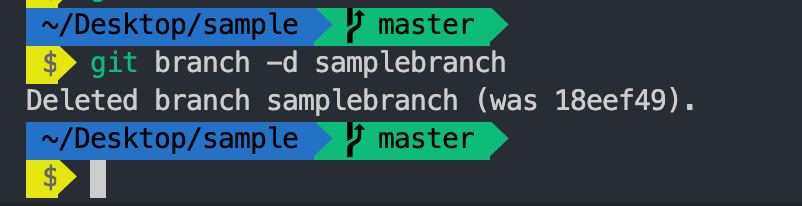 ~/Desktop/sample master
$ git branch -d samplebranch
Deleted branch samplebranch (was 18eef49).
~/Desktop/sample master
$